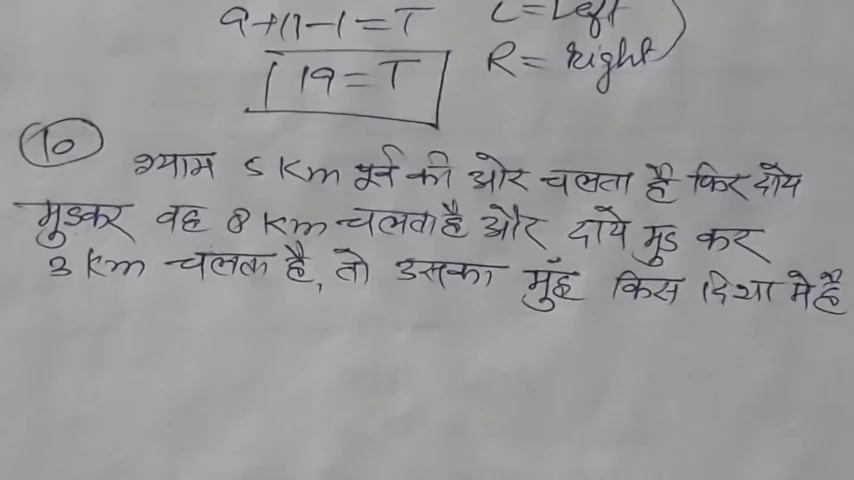 9+11-1=T
L=Left
19=T
R= Right
10
श्याम 5 Km पूर्व की ओर चलता है फिर दाँये
मुडकर वह 8 Km चलता है और दाये मुड कर
3 Km चलता है, तो उसका मुँह किस दिशा मे है